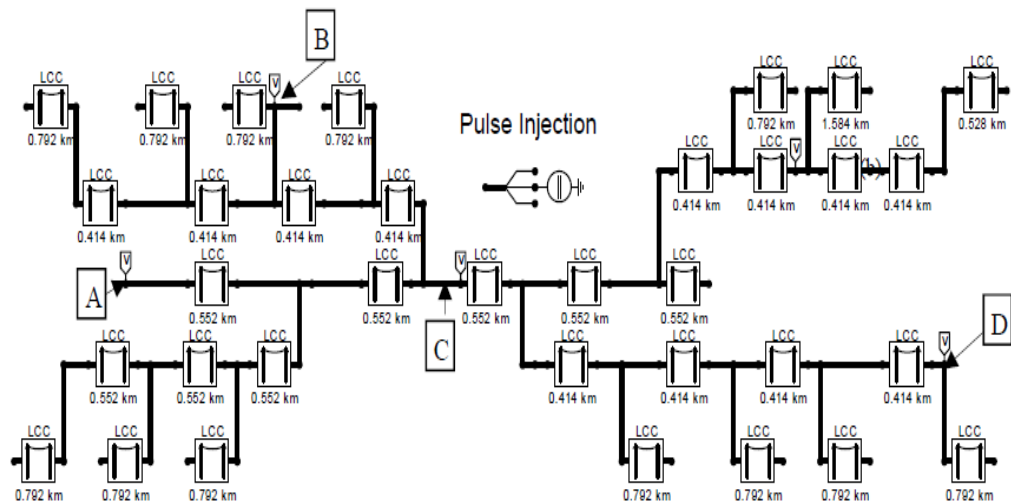 B
LCC LCC
LCC LCC V LCC LCC LCC
0.792 km 0.792 km 0.792 km 0.792 km
Pulse Injection
0.792 km 1.584 km 0.528 km
LCC LCC V LCC LCC
(b)
LCC LCC LCC LCC
0.414 km 0.414 km 0.414 km 0.414 km
0.414 km 0.414 km 0.414 km 0.414 km
V LCC LCC V LCC LCC LCC
A
0.552 km 0.552 km 0.552 km 0.552 km 0.552 km
C
D
LCC LCC LCC LCC LCC LCC LCC V
0.552 km 0.552 km 0.552 km 0.414 km 0.414 km 0.414 km 0.414 km
LCC LCC LCC LCC LCC LCC LCC
0.792 km 0.792 km 0.792 km 0.792 km 0.792 km 0.792 km 0.792 km